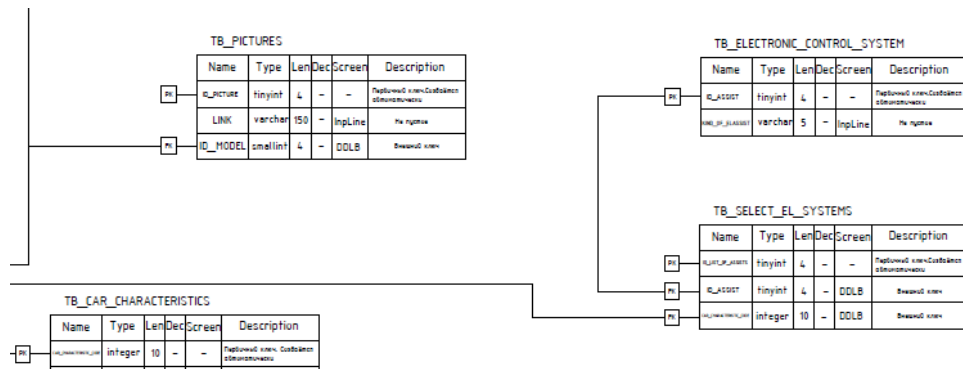 TB_PICTURES
Name Type Len Dec Screen Description
PK ID_PICTURE tinyint 4 - - Первичный ключ.Создаётся автоматически
LINK varchar 150 - InpLine Не пустое
FK ID_MODEL smallint 4 - DDLB Внешний ключ
TB_ELECTRONIC_CONTROL_SYSTEM
Name Type Len Dec Screen Description
PK ID_ASSIST tinyint 4 - - Первичный ключ.Создаётся автоматически
KIND_OF_ELASSIST varchar 5 - InpLine Не пустое
TB_SELECT_EL_SYSTEMS
Name Type Len Dec Screen Description
PK ID_LIST_OF_ASSISTS tinyint 4 - - Первичный ключ.Создаётся автоматически
FK ID_ASSIST tinyint 4 - DDLB Внешний ключ
FK integer 10 - DDLB Внешний ключ
TB_CAR_CHARACTERISTICS
Name Type Len Dec Screen Description
PK integer 10 - - Первичный ключ. Создаётся автоматически